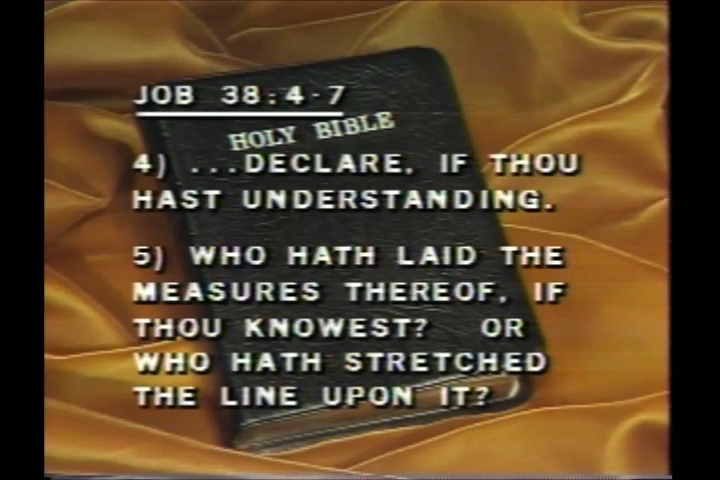 JOB 38:4-7
HOLY BIBLE
4) ...DECLARE, IF THOU
HAST UNDERSTANDING.
5) WHO HATH LAID THE
MEASURES THEREOF, IF
THOU KNOWEST? OR
WHO HATH STRETCHED
THE LINE UPON IT?